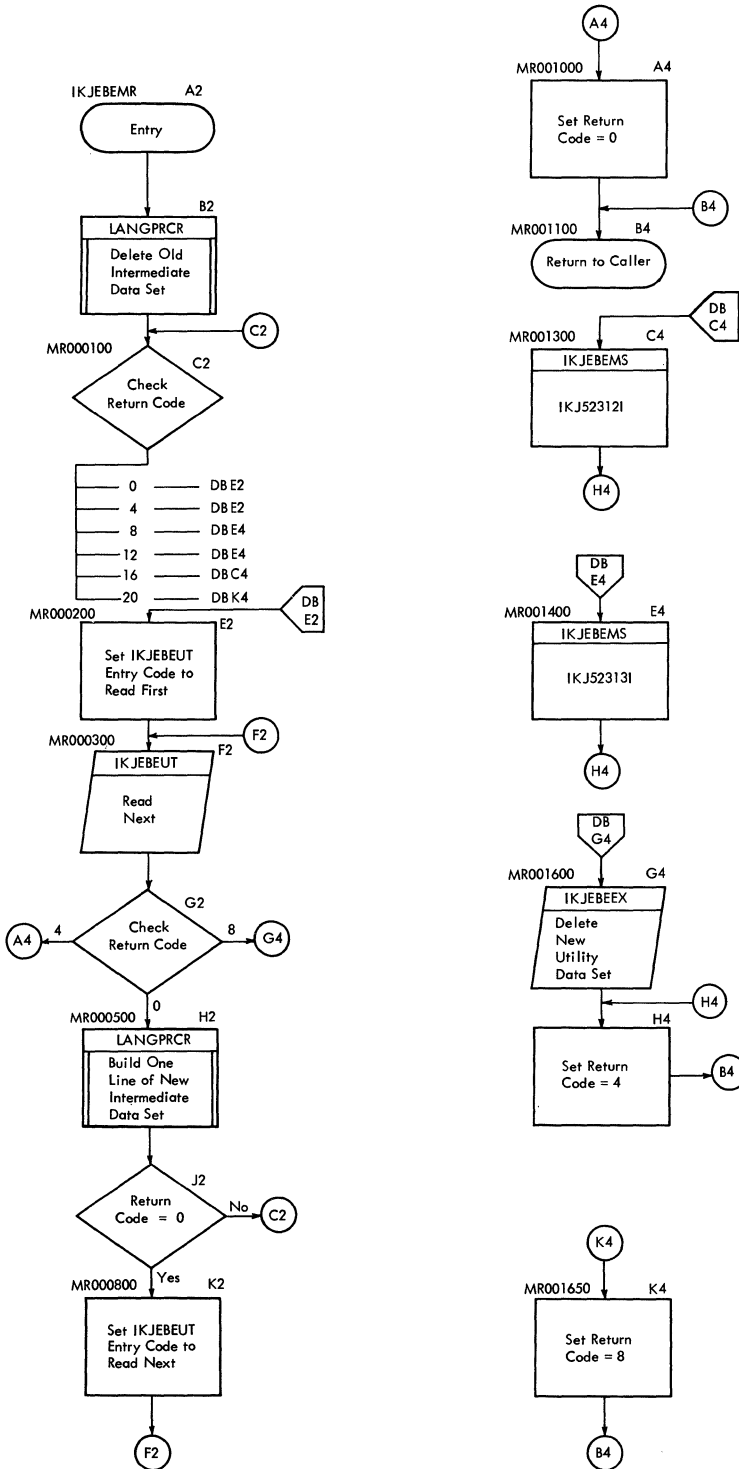 IKJEBEMR A2
Entry
B2
LANGPRCR
Delete Old
Intermediate
Data Set
C2
MR000100
C2
Check
Return Code
0 DB E2
4 DB E2
8 DB E4
12 DB E4
16 DB C4
20 DB K4
DB
E2
MR000200
E2
Set IKJEBEUT
Entry Code to
Read First
F2
MR000300
F2
IKJEBEUT
Read
Next
G2
Check
Return Code
A4 4
8 G4
0
MR000500 H2
LANGPRCR
Build One
Line of New
Intermediate
Data Set
J2
Return
Code = 0
No C2
Yes
MR000800 K2
Set IKJEBEUT
Entry Code to
Read Next
F2
A4
MR001000 A4
Set Return
Code = 0
B4
MR001100 B4
Return to Caller
DB
C4
MR001300 C4
IKJEBEMS
IKJ52312I
H4
DB
E4
MR001400 E4
IKJEBEMS
IKJ52313I
H4
DB
G4
MR001600 G4
IKJEBEEX
Delete
New
Utility
Data Set
H4
H4
Set Return
Code = 4
B4
K4
MR001650 K4
Set Return
Code = 8
B4